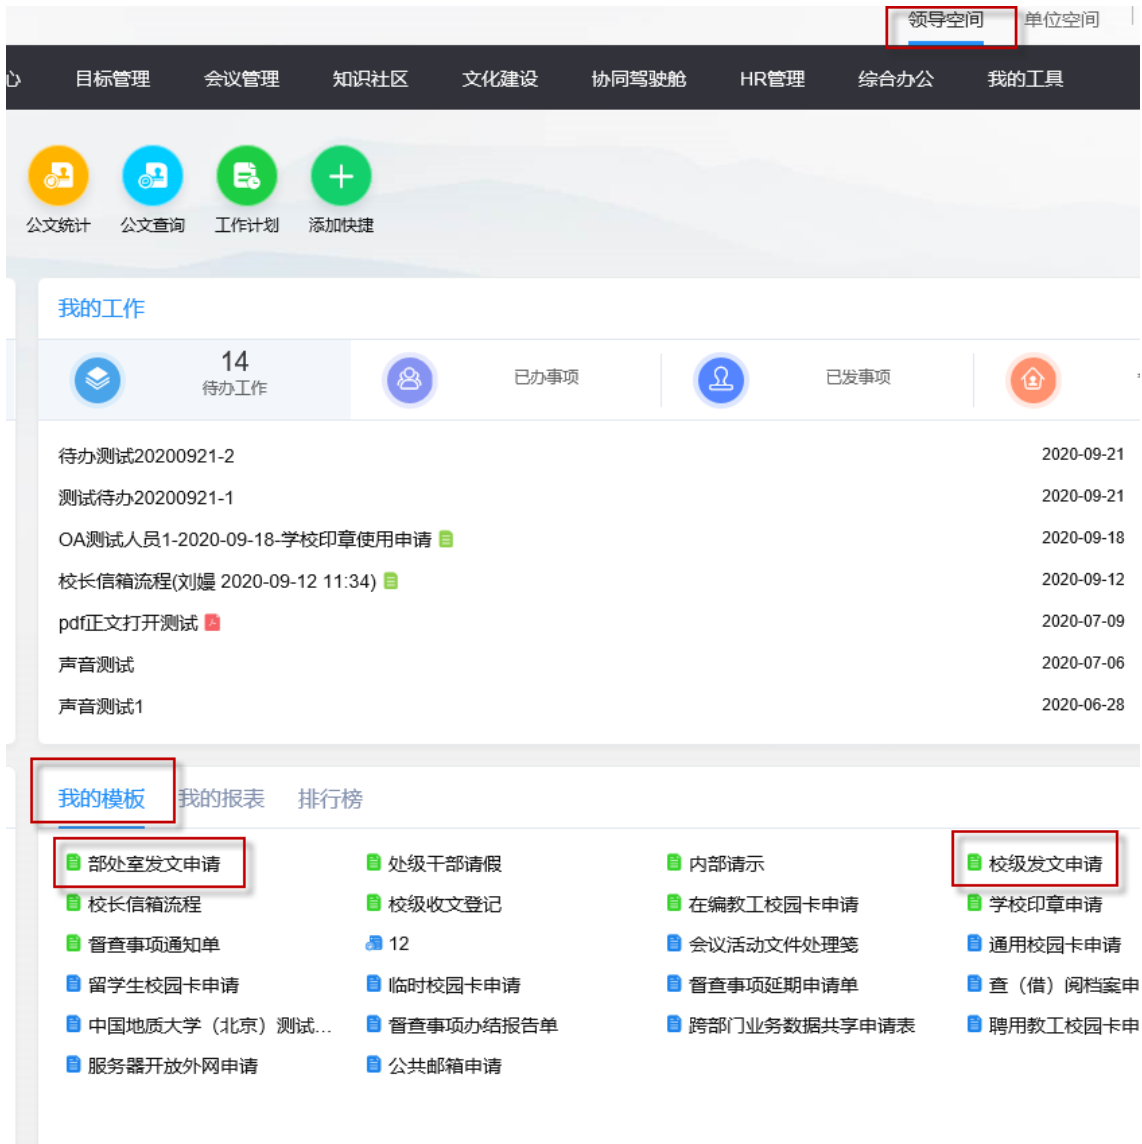 领导空间 单位空间
心 目标管理 会议管理 知识社区 文化建设 协同驾驶舱 HR管理 综合办公 我的工具
公文统计 公文查询 工作计划 添加快捷
我的工作
14
待办工作 已办事项 已发事项
待办测试20200921-2 2020-09-21
测试待办20200921-1 2020-09-21
OA测试人员1-2020-09-18-学校印章使用申请 2020-09-18
校长信箱流程(刘嫚 2020-09-12 11:34) 2020-09-12
pdf正文打开测试 2020-07-09
声音测试 2020-07-06
声音测试1 2020-06-28
我的模板 我的报表 排行榜
部处室发文申请 处级干部请假 内部请示 校级发文申请
校长信箱流程 校级收文登记 在编教工校园卡申请 学校印章申请
督查事项通知单 12 会议活动文件处理笺 通用校园卡申请
留学生校园卡申请 临时校园卡申请 督查事项延期申请单 查（借）阅档案申
中国地质大学（北京）测试... 督查事项办结报告单 跨部门业务数据共享申请表 聘用教工校园卡申
服务器开放外网申请 公共邮箱申请